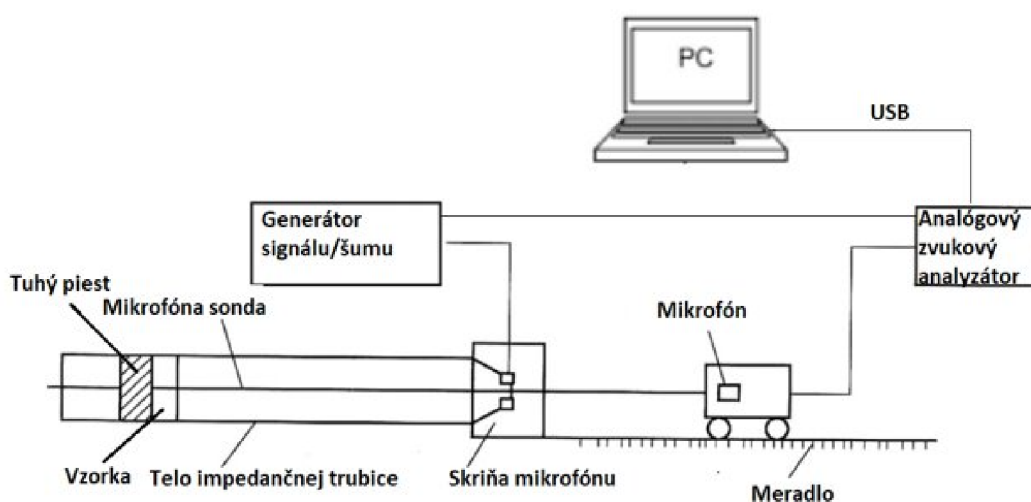 PC
USB
Generátor
signálu/šumu
Analógový
zvukový
analyzátor
Tuhý piest
Mikrofóna sonda
Mikrofón
Vzorka
Telo impedančnej trubice
Skriňa mikrofónu
Meradlo